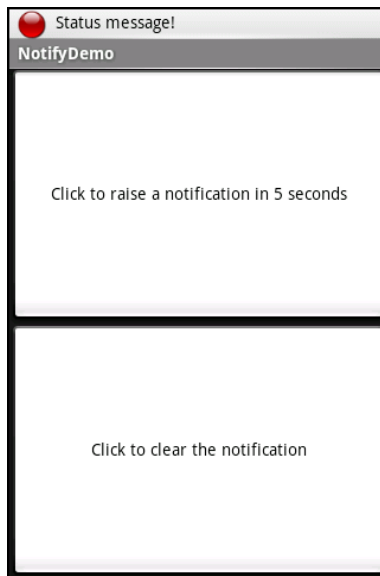 Status message!
NotifyDemo
Click to raise a notification in 5 seconds
Click to clear the notification